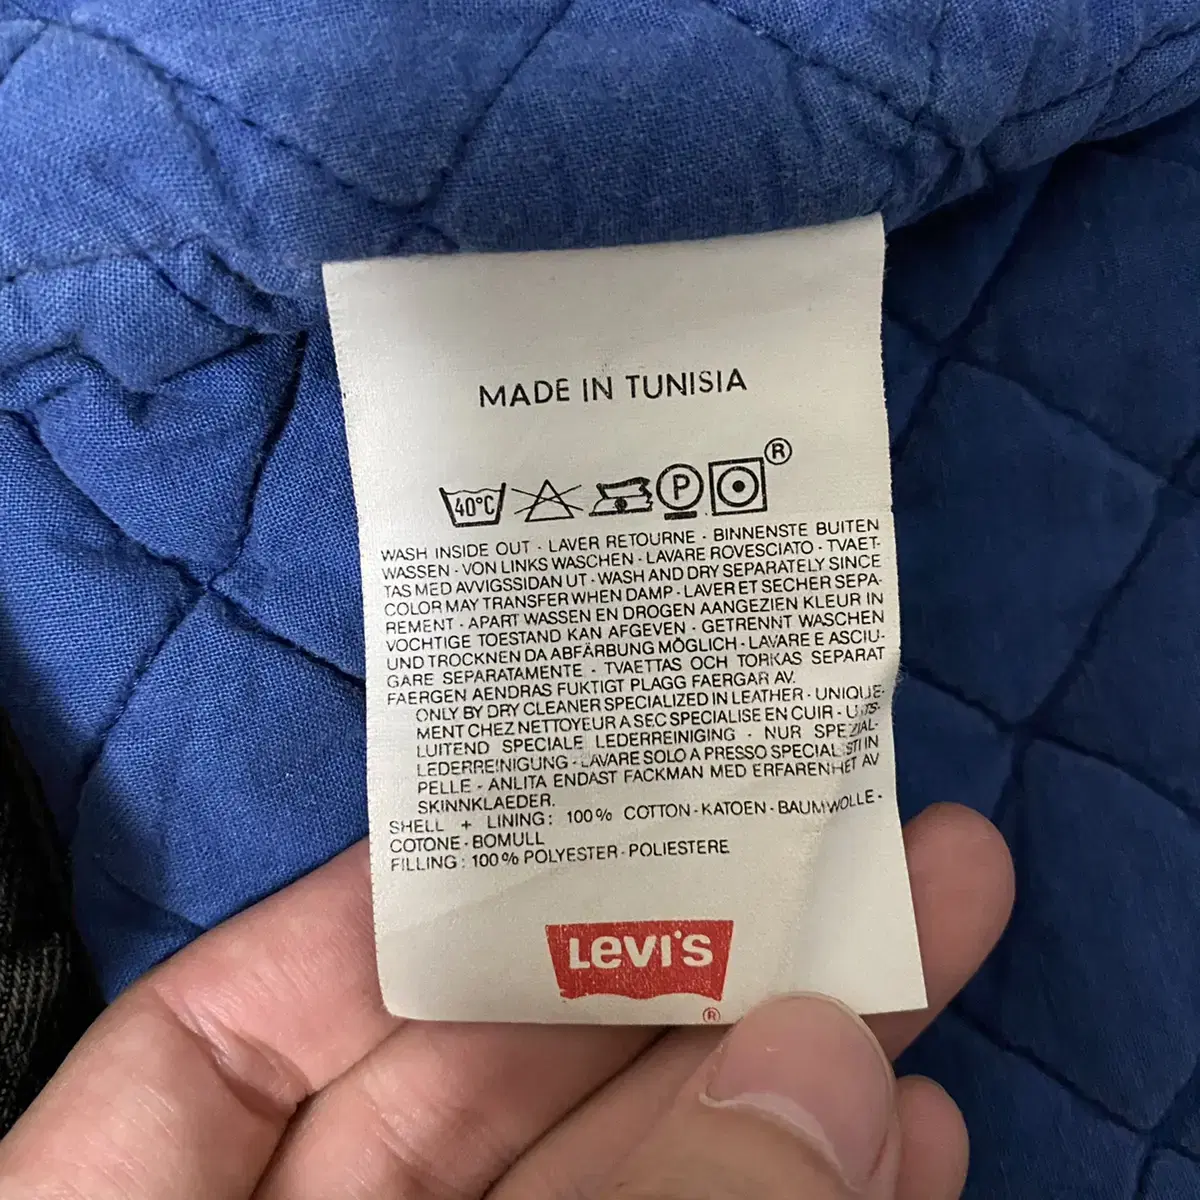 MADE IN TUNISIA
®
40°C P
WASH INSIDE OUT - LAVER RETOURNE - BINNENSTE BUITEN
WASSEN - VON LINKS WASCHEN - LAVARE ROVESCIATO - TVAET-
TAS MED AVVIGSSIDAN UT - WASH AND DRY SEPARATELY SINCE
COLOR MAY TRANSFER WHEN DAMP - LAVER ET SECHER SEPA-
REMENT - APART WASSEN EN DROGEN AANGEZIEN KLEUR IN
VOCHTIGE TOESTAND KAN AFGEVEN - GETRENNT WASCHEN
UND TROCKNEN DA ABFÄRBUNG MÖGLICH - LAVARE E ASCIU-
GARE SEPARATAMENTE - TVAETTAS OCH TORKAS SEPARAT
FAERGEN AENDRAS FUKTIGT PLAGG FAERGAR AV.
ONLY BY DRY CLEANER SPECIALIZED IN LEATHER - UNIQUE-
MENT CHEZ NETTOYEUR A SEC SPECIALISE EN CUIR - UITS-
LUITEND SPECIALE LEDERREINIGING - NUR SPEZIAL-
LEDERREINIGUNG - LAVARE SOLO A PRESSO SPECIALISTI IN
PELLE - ANLITA ENDAST FACKMAN MED ERFARENHET AV
SKINNKLAEDER.
SHELL + LINING: 100% COTTON - KATOEN - BAUMWOLLE -
COTONE - BOMULL
FILLING: 100% POLYESTER - POLIESTERE
LEVI'S
®